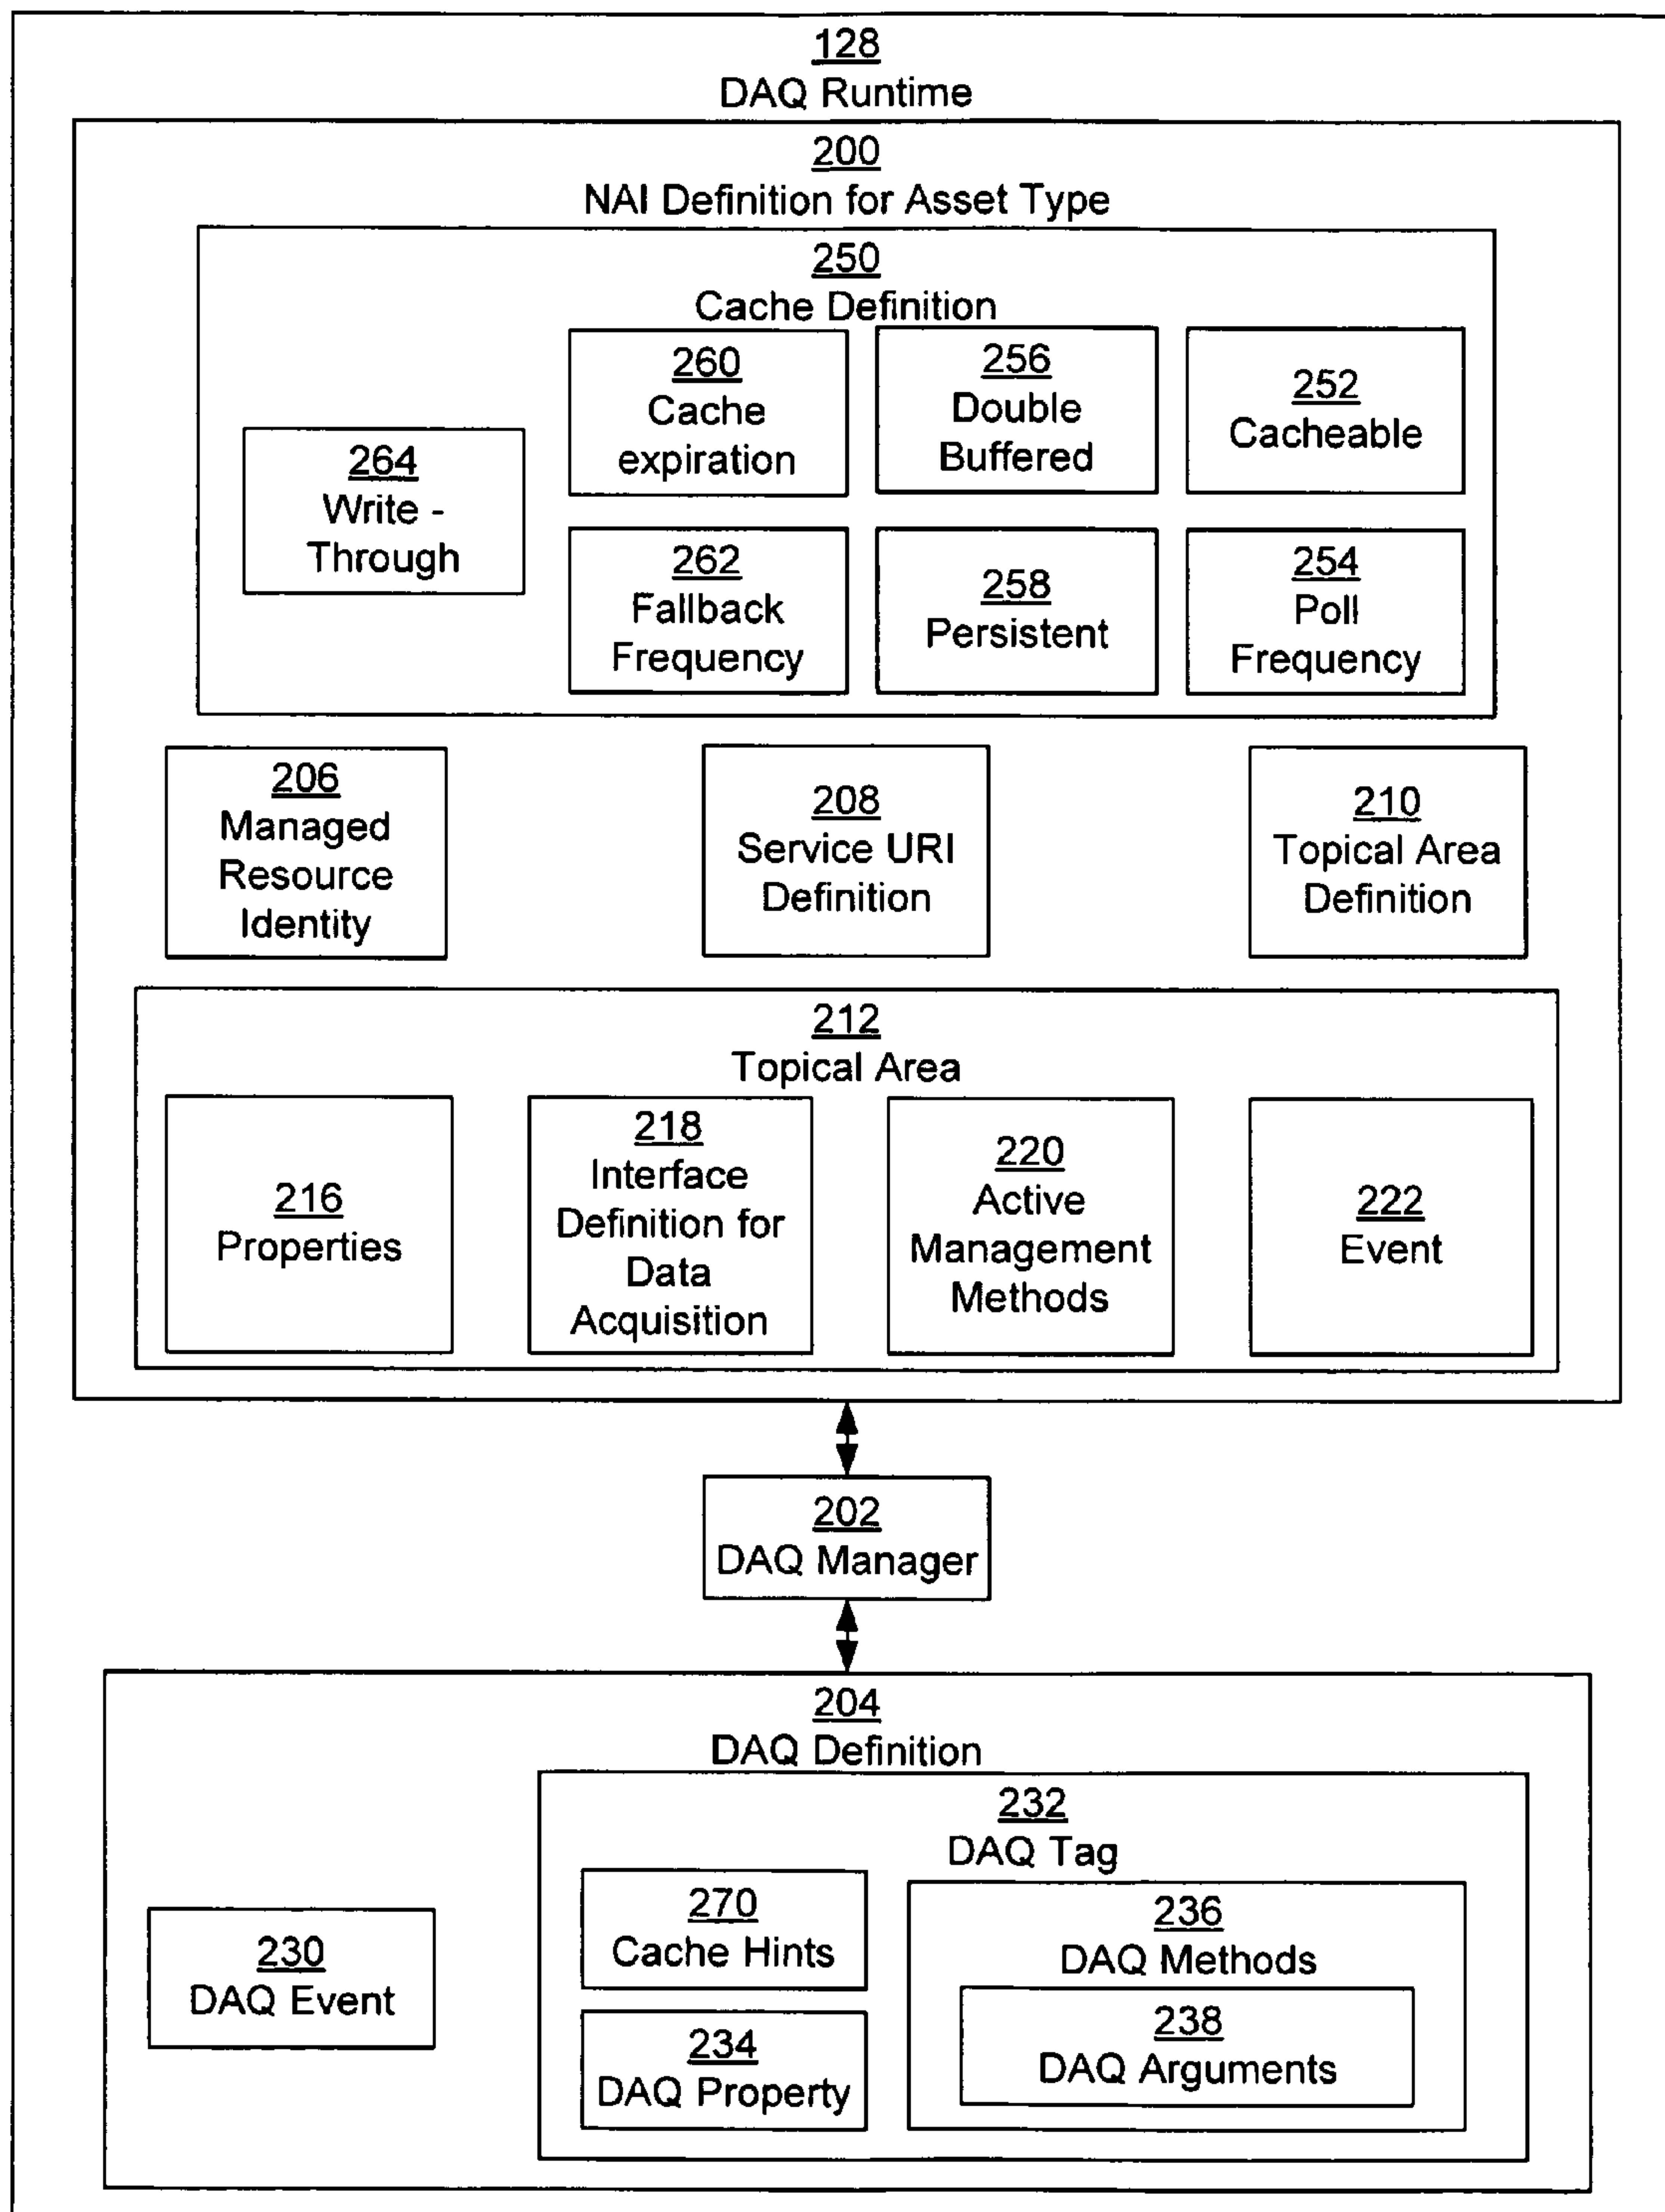 128
DAQ Runtime
200
NAI Definition for Asset Type
250
Cache Definition
264
Write -
Through
260
Cache
expiration
256
Double
Buffered
252
Cacheable
262
Fallback
Frequency
258
Persistent
254
Poll
Frequency
206
Managed
Resource
Identity
208
Service URI
Definition
210
Topical Area
Definition
212
Topical Area
216
Properties
218
Interface
Definition for
Data
Acquisition
220
Active
Management
Methods
222
Event
202
DAQ Manager
204
DAQ Definition
230
DAQ Event
232
DAQ Tag
270
Cache Hints
234
DAQ Property
236
DAQ Methods
238
DAQ Arguments